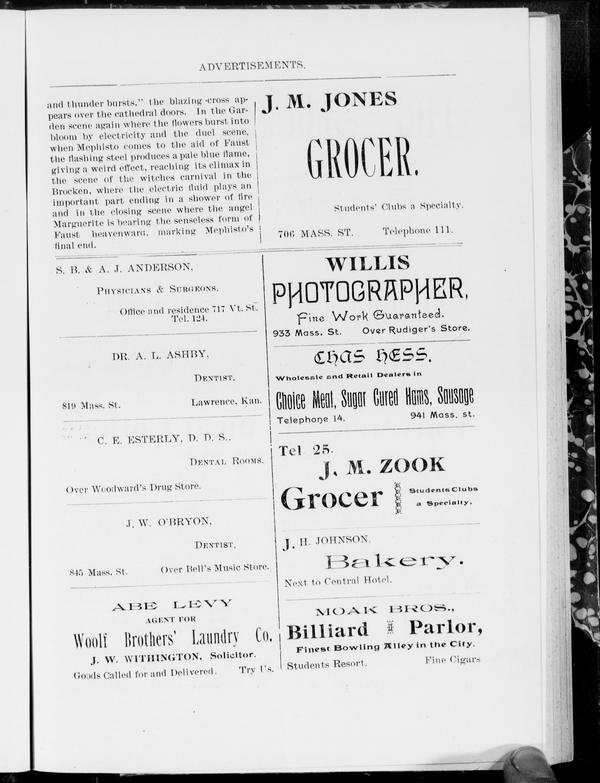 ADVERTISEMENTS.
and thunder bursts," the blazing cross ap-
pears over the cathedral doors. In the Gar-
den scene again where the flowers burst into
bloom by electricity and the duel scene,
when Mephisto comes to the aid of Faust
the flashing steel produces a pale blue flame,
giving a weird effect, reaching its climax in
the scene of the witches carnival in the
Brocken, where the electric fluid plays an
important part ending in a shower of fire
and in the closing scene where the angel
Marguerite is bearing the senseless form of
Faust heavenward, marking Mephisto's
final end.
S. B. & A. J. ANDERSON,
PHYSICIANS & SURGEONS.
Office and residence 717 Vt. St.
Tel. 124.
DR. A. L. ASHBY,
DENTIST.
819 Mass. St. Lawrence, Kan.
C. E. ESTERLY, D. D. S..
DENTAL ROOMS.
Over Woodward's Drug Store.
J. W. O'BRYON,
DENTIST,
845 Mass. St. Over Bell's Music Store.
ABE LEVY
AGENT FOR
Woolf Brothers' Laundry Co.
J. W. WITHINGTON, Solicitor.
Goods Called for and Delivered. Try Us.
J. M. JONES
GROCER.
Students' Clubs a Specialty.
706 MASS. ST. Telephone 111.
WILLIS
PHOTOGRAPHER,
Fine Work Guaranteed.
933 Mass. St. Over Rudiger's Store.
CHAS HESS.
Wholesale and Retail Dealers in
Choice Meat, Sugar Cured Hams, Sausage
Telephone 14. 941 Mass. st.
Tel 25.
J. M. ZOOK
Grocer Students Clubs
a Specialty.
J. H. JOHNSON.
Bakery.
Next to Central Hotel.
MOAK BROS.,
Billiard Parlor,
Finest Bowling Alley in the City.
Students Resort. Fine Cigars